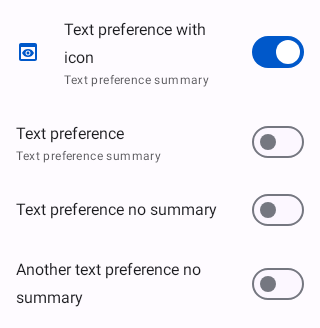 Text preference with
icon
Text preference summary
Text preference
Text preference summary
Text preference no summary
Another text preference no
summary